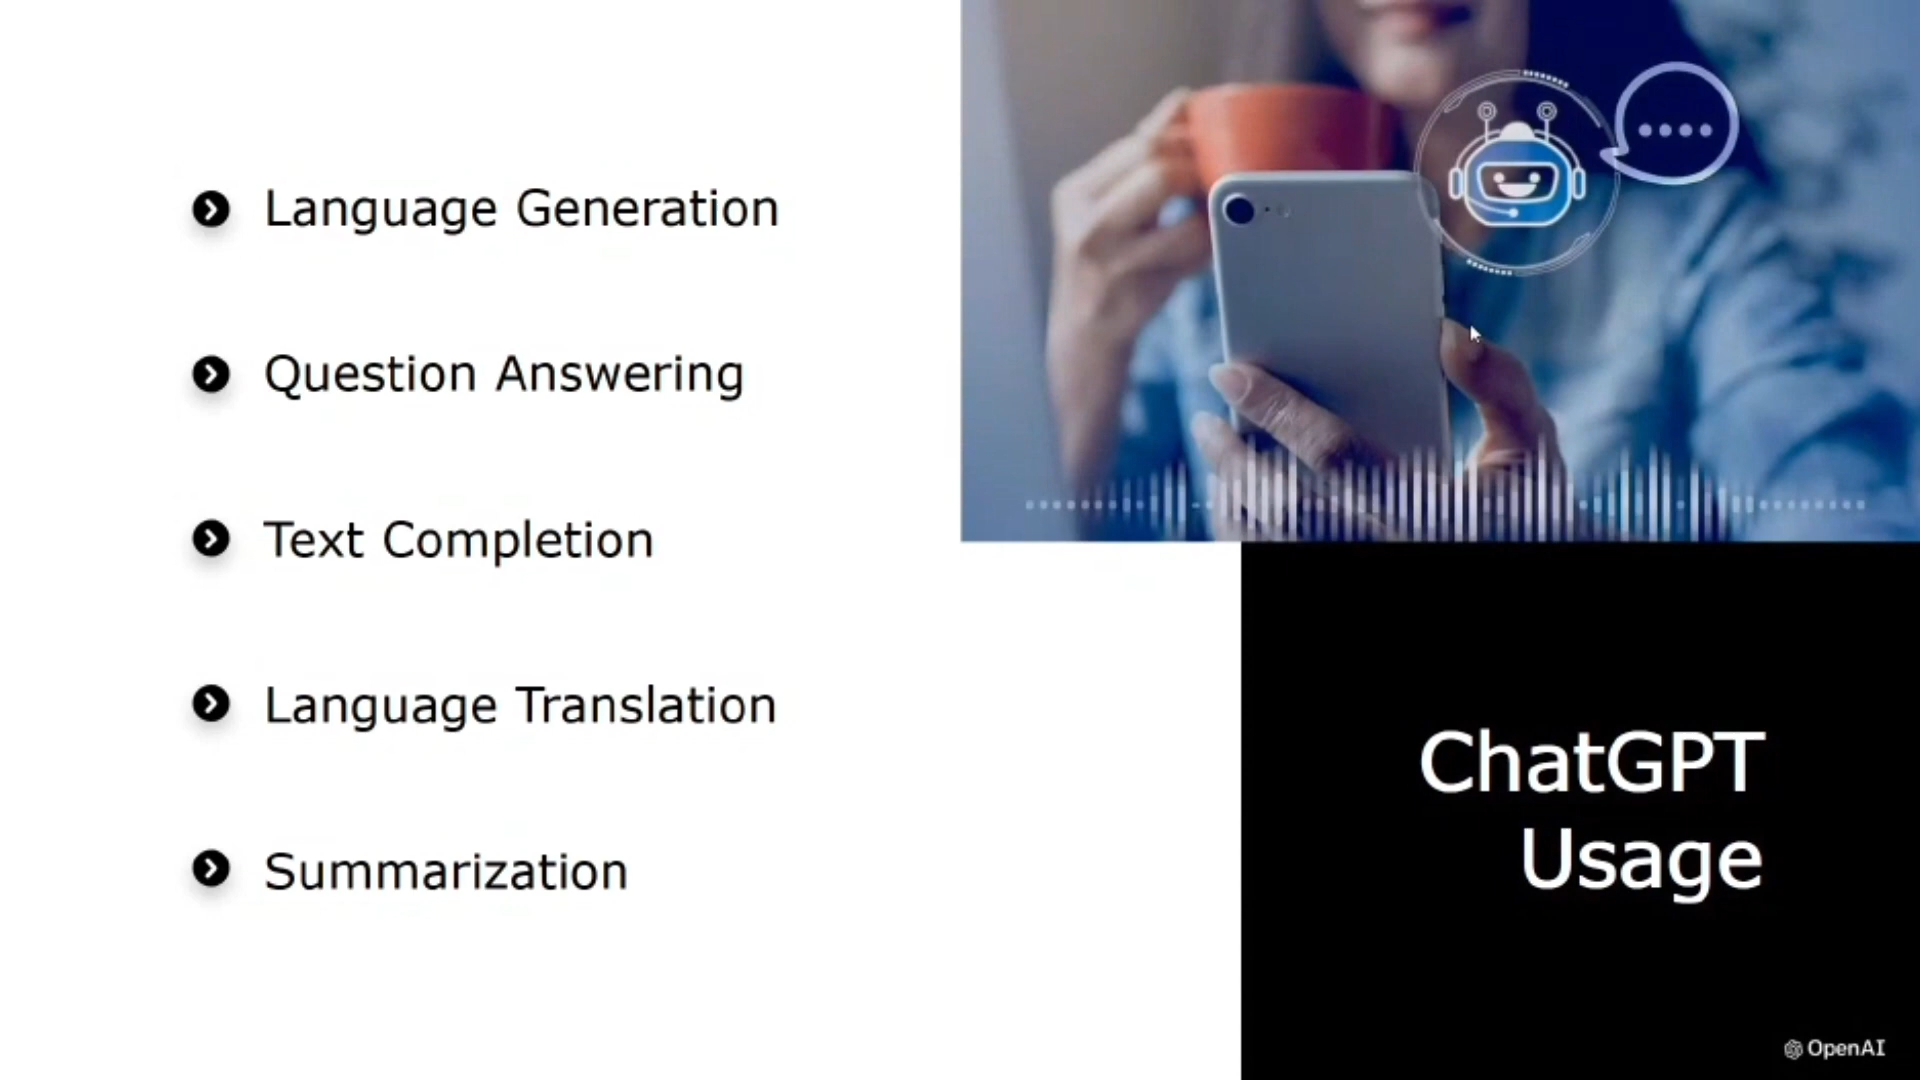 Language Generation
Question Answering
Text Completion
Language Translation
Summarization
ChatGPT
Usage
OpenAI